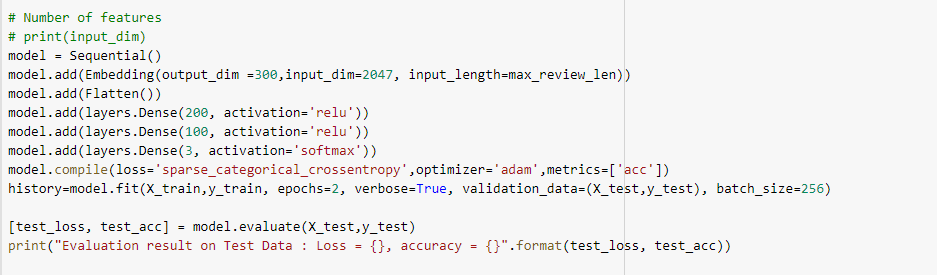 # Number of features
# print(input_dim)
model = Sequential()
model.add(Embedding(output_dim =300,input_dim=2047, input_length=max_review_len))
model.add(Flatten())
model.add(layers.Dense(200, activation='relu'))
model.add(layers.Dense(100, activation='relu'))
model.add(layers.Dense(3, activation='softmax'))
model.compile(loss='sparse_categorical_crossentropy',optimizer='adam',metrics=['acc'])
history=model.fit(X_train,y_train, epochs=2, verbose=True, validation_data=(X_test,y_test), batch_size=256)
[test_loss, test_acc] = model.evaluate(X_test,y_test)
print("Evaluation result on Test Data : Loss = {}, accuracy = {}".format(test_loss, test_acc))